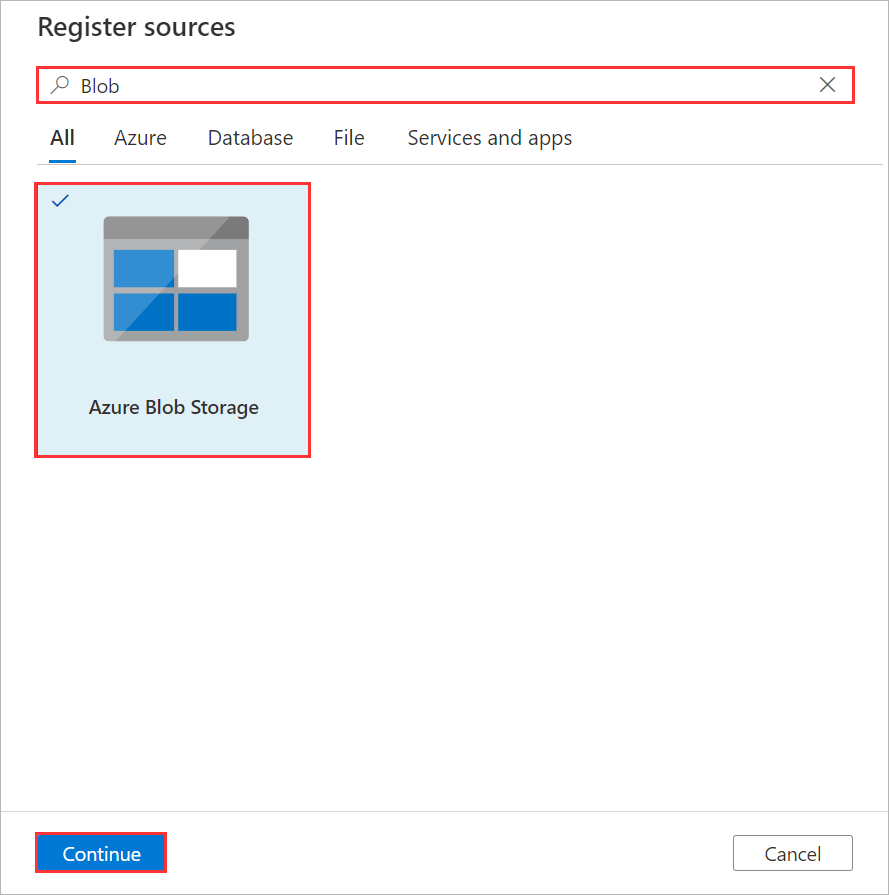 Register sources
Blob
All Azure Database File Services and apps
Azure Blob Storage
Continue Cancel